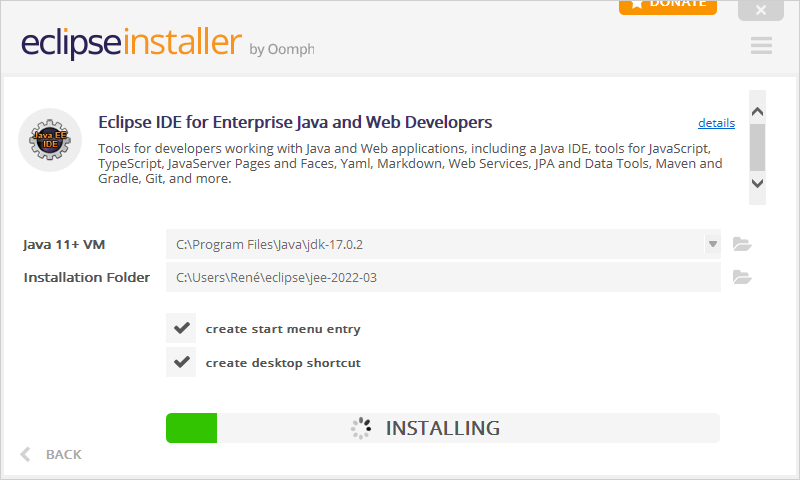 DONATE
eclipseinstaller by Oomph
Java EE
IDE
Eclipse IDE for Enterprise Java and Web Developers
details
Tools for developers working with Java and Web applications, including a Java IDE, tools for JavaScript,
TypeScript, JavaServer Pages and Faces, Yaml, Markdown, Web Services, JPA and Data Tools, Maven and
Gradle, Git, and more.
Java 11+ VM
C:\Program Files\Java\jdk-17.0.2
Installation Folder
C:\Users\René\eclipse\jee-2022-03
create start menu entry
create desktop shortcut
INSTALLING
BACK